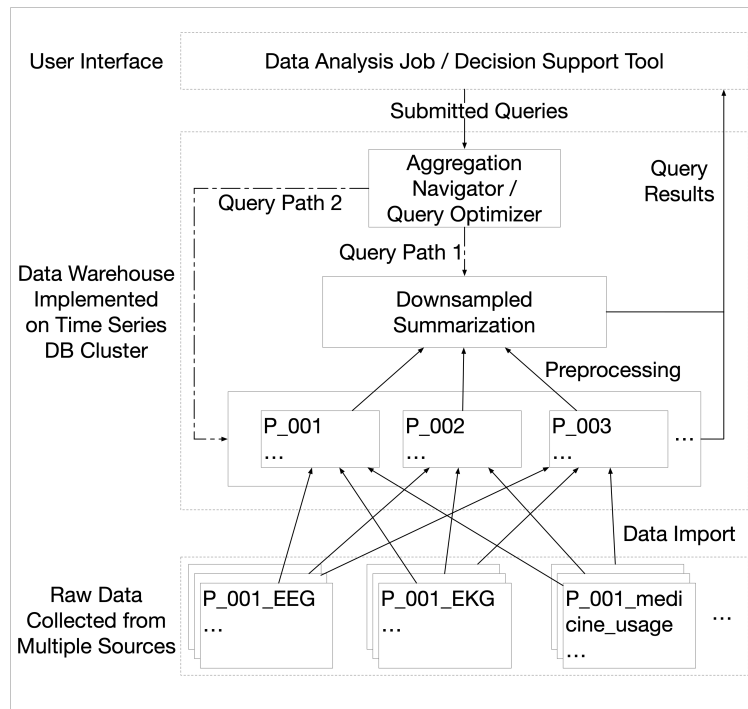 User Interface
Data Analysis Job / Decision Support Tool
Submitted Queries
Aggregation
Navigator /
Query Optimizer
Query Path 2
Query
Results
Query Path 1
Data Warehouse
Implemented
on Time Series
DB Cluster
Downsampled
Summarization
Preprocessing
P_001
...
P_002
...
P_003
...
...
Data Import
Raw Data
Collected from
Multiple Sources
P_001_EEG
...
P_001_EKG
...
P_001_medi
cine_usage
...
...